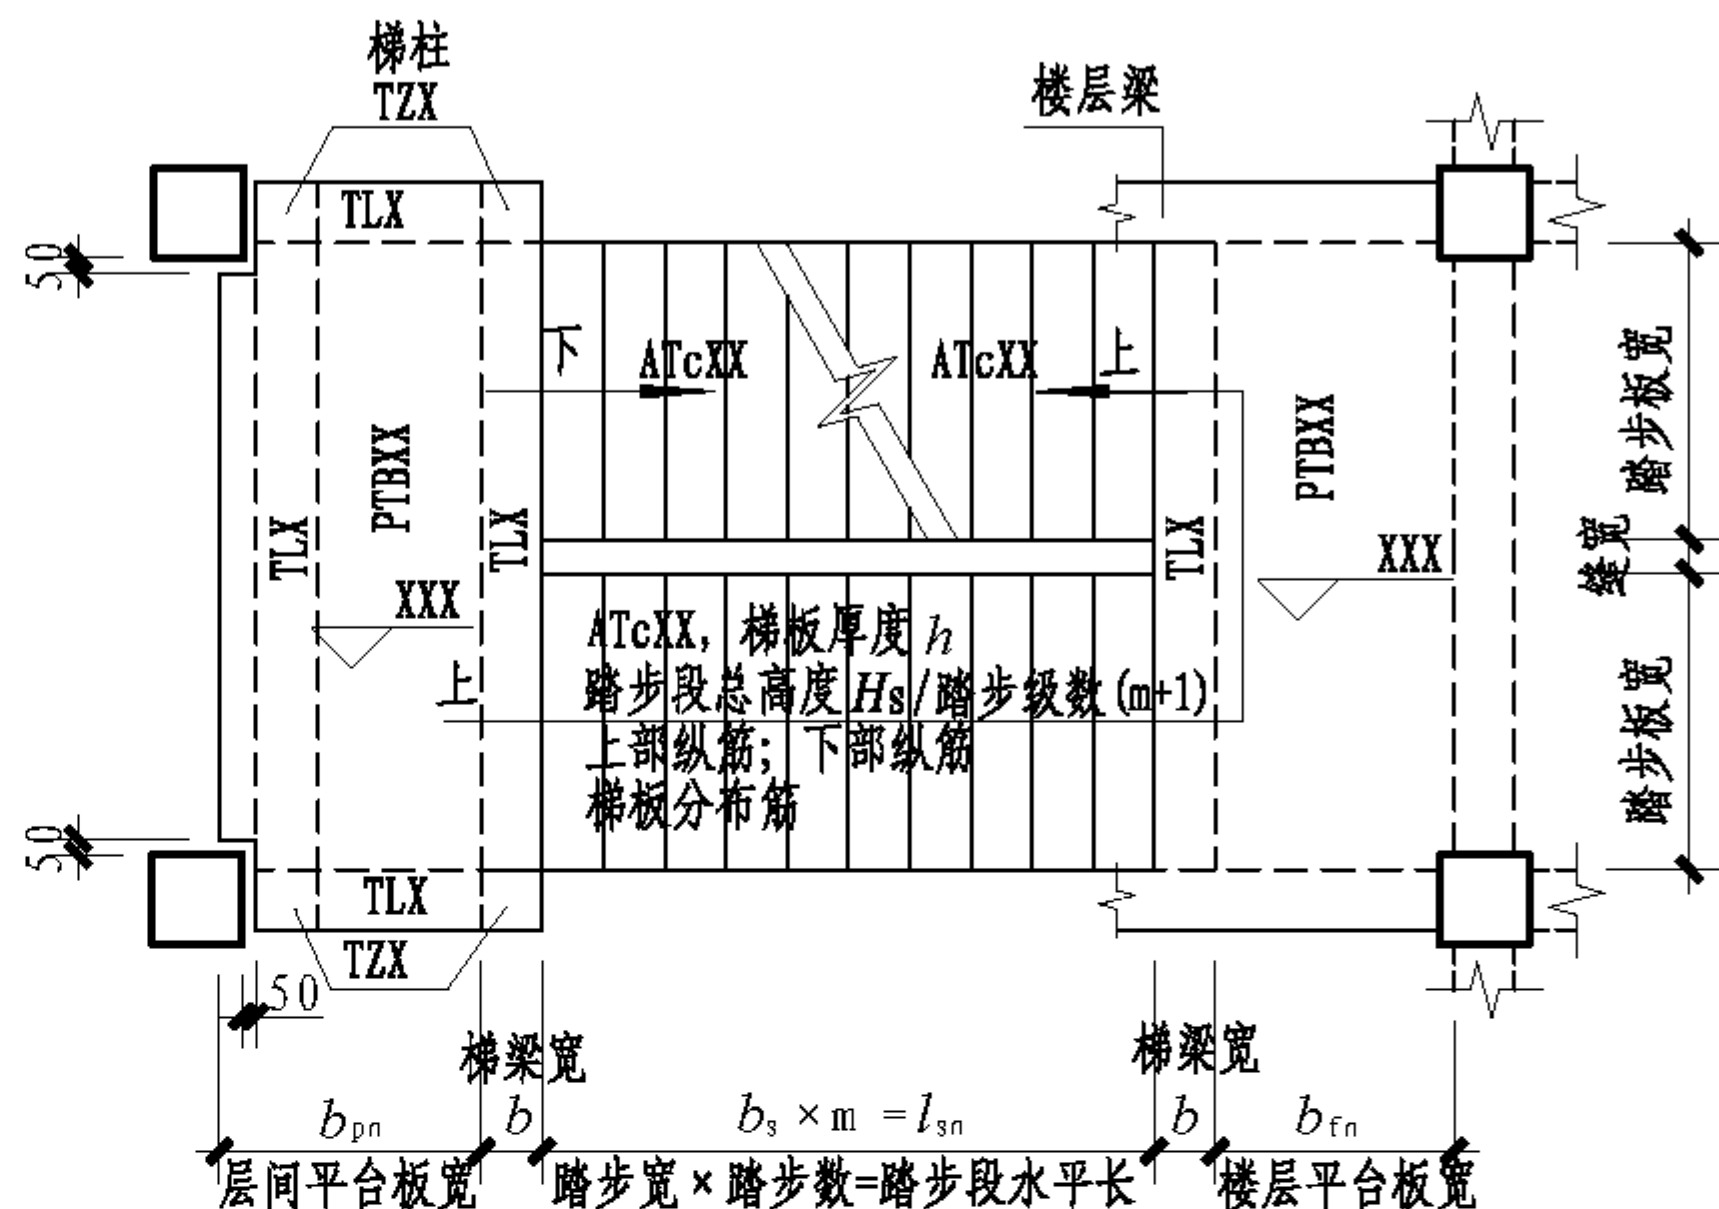 梯柱
TZX
楼层梁
TLX
50
50
下
ATcXX
ATcXX
上
踏步板宽
PTBXX
PTBXX
TLX
TLX
TLX
缝宽
XXX
XXX
ATcXX, 梯板厚度 h
踏步段总高度 Hs/踏步级数(m+1)
上
上部纵筋; 下部纵筋
梯板分布筋
踏步板宽
50
50
TLX
TZX
50
梯梁宽
梯梁宽
bpn
b
bs × m = lsn
b
bfn
层间平台板宽
踏步宽 × 踏步数=踏步段水平长
楼层平台板宽